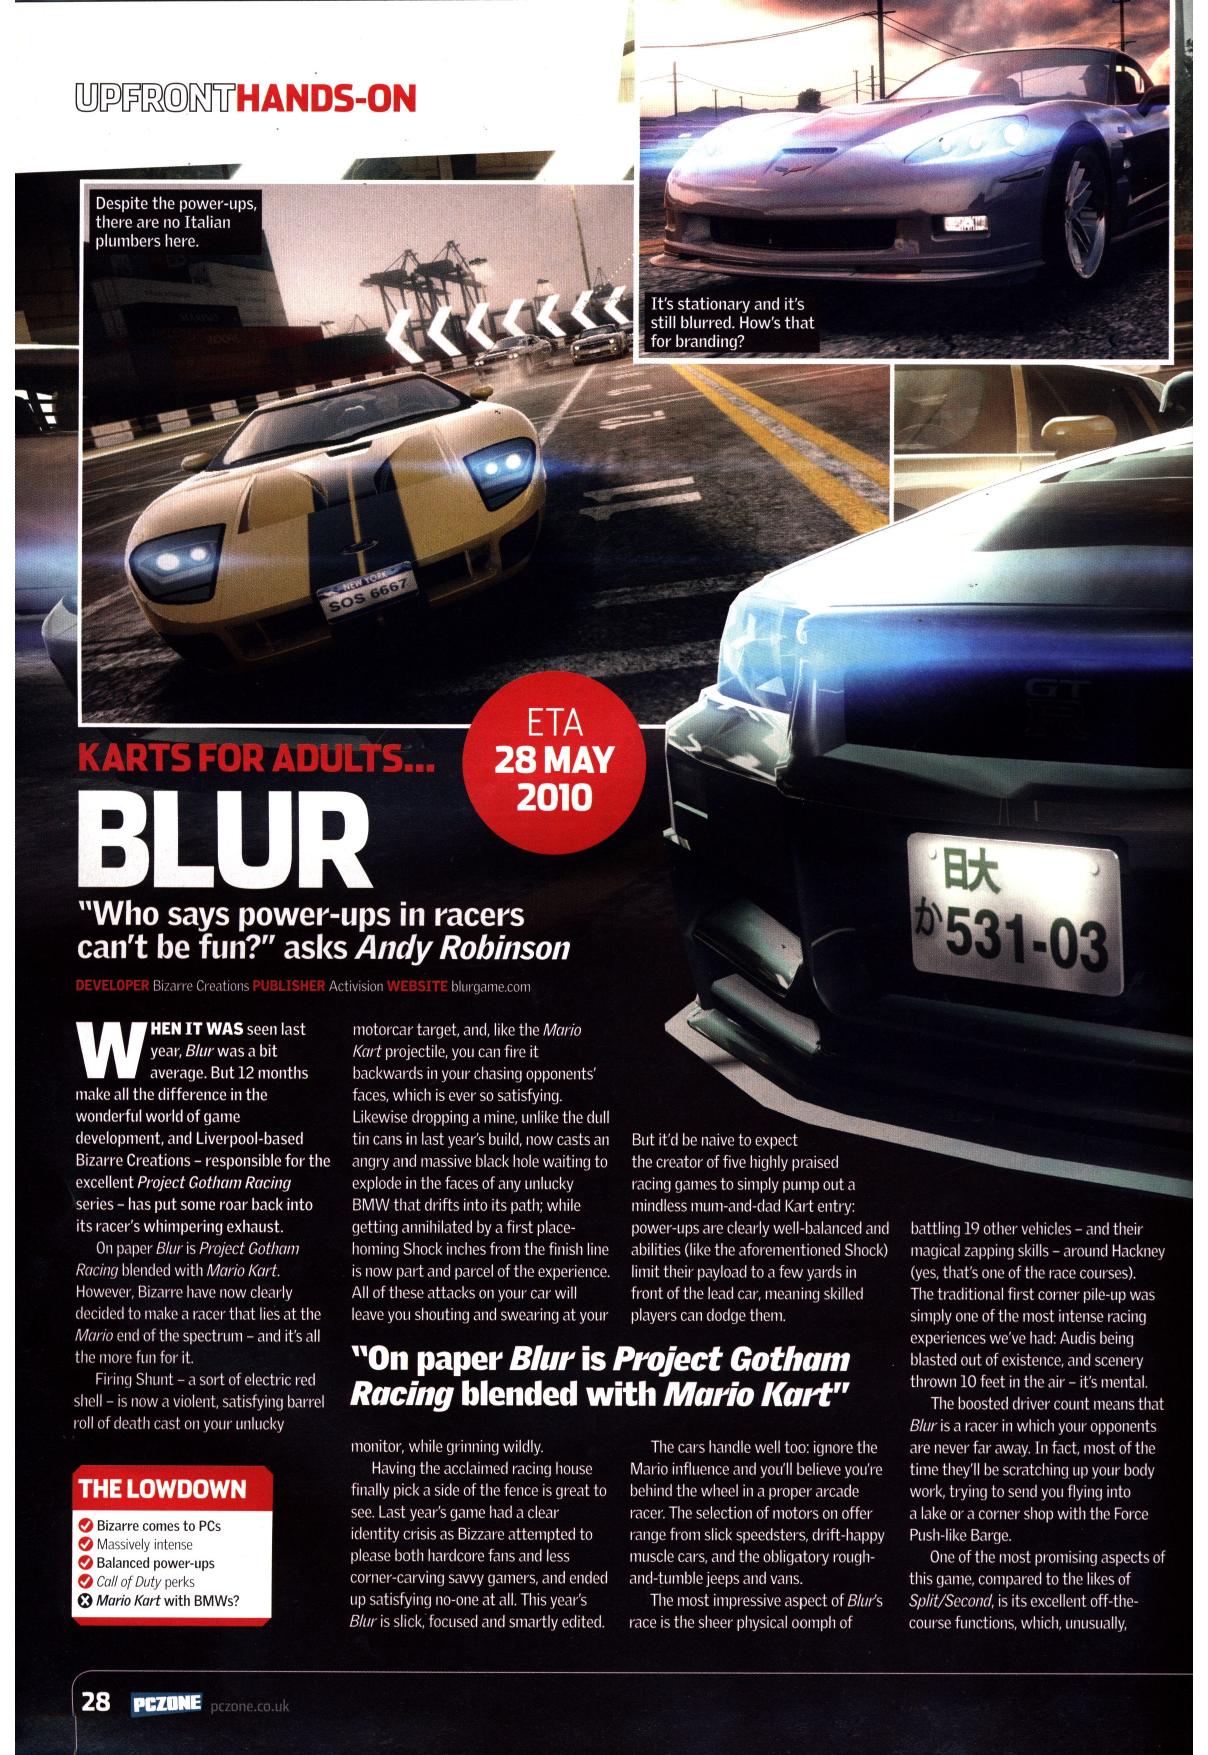 UPFRONTHANDS-ON
Despite the power-ups,
there are no Italian
plumbers here.
It's stationary and it's
still blurred. How's that
for branding?
NEW YORK
SOS 6667
GT
R
日大
か531-03
ETA
28 MAY
2010
KARTS FOR ADULTS...
BLUR
"Who says power-ups in racers
can't be fun?" asks Andy Robinson
DEVELOPER Bizarre Creations PUBLISHER Activision WEBSITE blurgame.com
WHEN IT WAS seen last
year, Blur was a bit
average. But 12 months
make all the difference in the
wonderful world of game
development, and Liverpool-based
Bizarre Creations – responsible for the
excellent Project Gotham Racing
series – has put some roar back into
its racer's whimpering exhaust.
On paper Blur is Project Gotham
Racing blended with Mario Kart.
However, Bizarre have now clearly
decided to make a racer that lies at the
Mario end of the spectrum – and it's all
the more fun for it.
Firing Shunt – a sort of electric red
shell – is now a violent, satisfying barrel
roll of death cast on your unlucky
motorcar target, and, like the Mario
Kart projectile, you can fire it
backwards in your chasing opponents'
faces, which is ever so satisfying.
Likewise dropping a mine, unlike the dull
tin cans in last year's build, now casts an
angry and massive black hole waiting to
explode in the faces of any unlucky
BMW that drifts into its path; while
getting annihilated by a first place-
homing Shock inches from the finish line
is now part and parcel of the experience.
All of these attacks on your car will
leave you shouting and swearing at your
monitor, while grinning wildly.
Having the acclaimed racing house
finally pick a side of the fence is great to
see. Last year's game had a clear
identity crisis as Bizzare attempted to
please both hardcore fans and less
corner-carving savvy gamers, and ended
up satisfying no-one at all. This year's
Blur is slick, focused and smartly edited.
But it'd be naive to expect
the creator of five highly praised
racing games to simply pump out a
mindless mum-and-dad Kart entry:
power-ups are clearly well-balanced and
abilities (like the aforementioned Shock)
limit their payload to a few yards in
front of the lead car, meaning skilled
players can dodge them.
"On paper Blur is Project Gotham
Racing blended with Mario Kart"
The cars handle well too: ignore the
Mario influence and you'll believe you're
behind the wheel in a proper arcade
racer. The selection of motors on offer
range from slick speedsters, drift-happy
muscle cars, and the obligatory rough-
and-tumble jeeps and vans.
The most impressive aspect of Blur's
race is the sheer physical oomph of
battling 19 other vehicles – and their
magical zapping skills – around Hackney
(yes, that's one of the race courses).
The traditional first corner pile-up was
simply one of the most intense racing
experiences we've had: Audis being
blasted out of existence, and scenery
thrown 10 feet in the air – it's mental.
The boosted driver count means that
Blur is a racer in which your opponents
are never far away. In fact, most of the
time they'll be scratching up your body
work, trying to send you flying into
a lake or a corner shop with the Force
Push-like Barge.
One of the most promising aspects of
this game, compared to the likes of
Split/Second, is its excellent off-the-
course functions, which, unusually,
THE LOWDOWN
Bizarre comes to PCs
Massively intense
Balanced power-ups
Call of Duty perks
Mario Kart with BMWs?
28 PCZONE pczone.co.uk